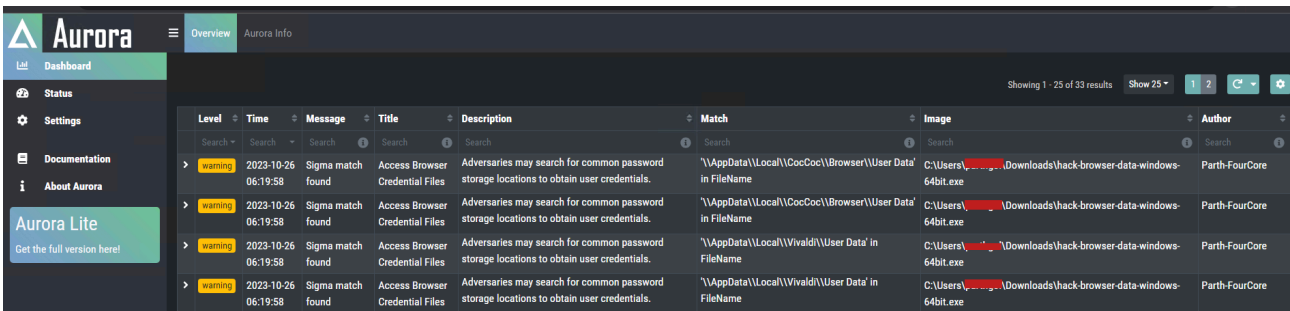 Aurora
Overview
Aurora Info
Dashboard
Status
Settings
Documentation
About Aurora
Aurora Lite
Get the full version here!
Showing 1 - 25 of 33 results
Show 25
1 2
Level Time Message Title Description Match Image Author
Search Search Search Search Search Search Search Search
warning 2023-10-26 Sigma match Access Browser Adversaries may search for common password '\\AppData\\Local\\CocCoc\\Browser\\User Data' C:\Users\ \Downloads\hack-browser-data-windows- Parth-FourCore
06:19:58 found Credential Files storage locations to obtain user credentials. in FileName 64bit.exe
warning 2023-10-26 Sigma match Access Browser Adversaries may search for common password '\\AppData\\Local\\CocCoc\\Browser\\User Data' C:\Users\ \Downloads\hack-browser-data-windows- Parth-FourCore
06:19:58 found Credential Files storage locations to obtain user credentials. in FileName 64bit.exe
warning 2023-10-26 Sigma match Access Browser Adversaries may search for common password '\\AppData\\Local\\Vivaldi\\User Data' in C:\Users\ \Downloads\hack-browser-data-windows- Parth-FourCore
06:19:58 found Credential Files storage locations to obtain user credentials. FileName 64bit.exe
warning 2023-10-26 Sigma match Access Browser Adversaries may search for common password '\\AppData\\Local\\Vivaldi\\User Data' in C:\Users\ \Downloads\hack-browser-data-windows- Parth-FourCore
06:19:58 found Credential Files storage locations to obtain user credentials. FileName 64bit.exe